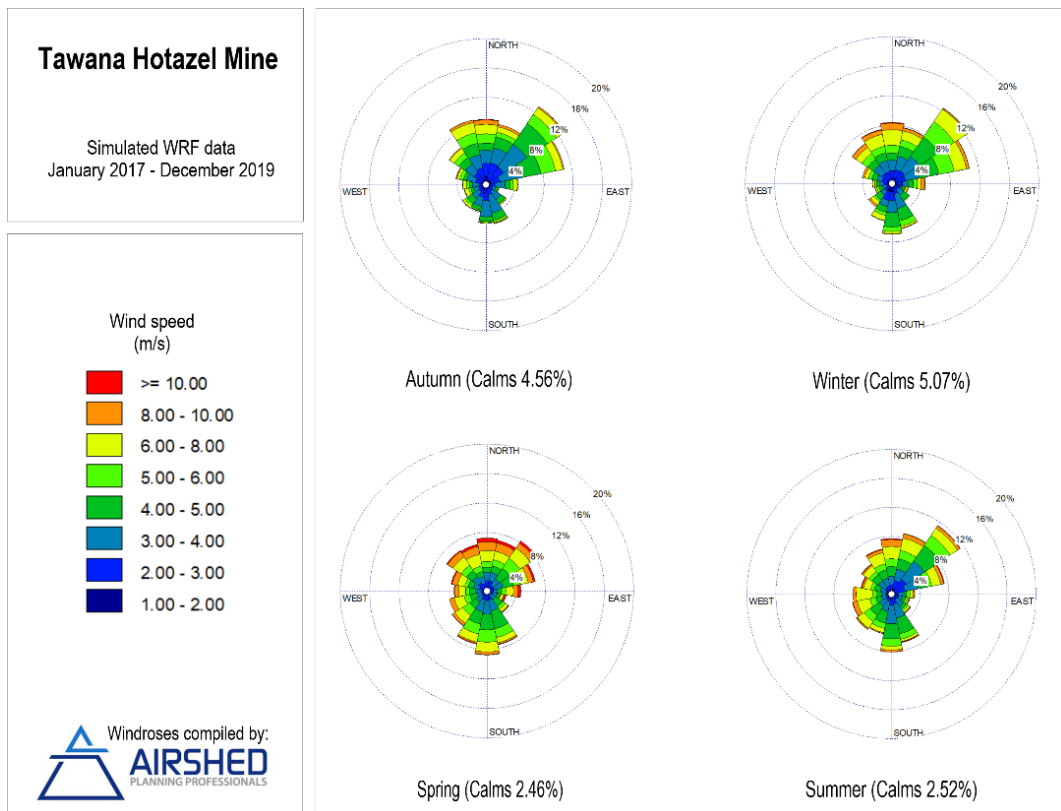 Tawana Hotazel Mine
Simulated WRF data
January 2017 - December 2019
Wind speed
(m/s)
>= 10.00
8.00 - 10.00
6.00 - 8.00
5.00 - 6.00
4.00 - 5.00
3.00 - 4.00
2.00 - 3.00
1.00 - 2.00
Windroses compiled by:
AIRSHED
PLANNING PROFESSIONALS
NORTH
20%
16%
12%
8%
4%
WEST
EAST
SOUTH
Autumn (Calms 4.56%)
NORTH
20%
16%
12%
8%
4%
WEST
EAST
SOUTH
Winter (Calms 5.07%)
NORTH
20%
16%
12%
8%
4%
WEST
EAST
SOUTH
Spring (Calms 2.46%)
NORTH
20%
16%
12%
8%
4%
WEST
EAST
SOUTH
Summer (Calms 2.52%)